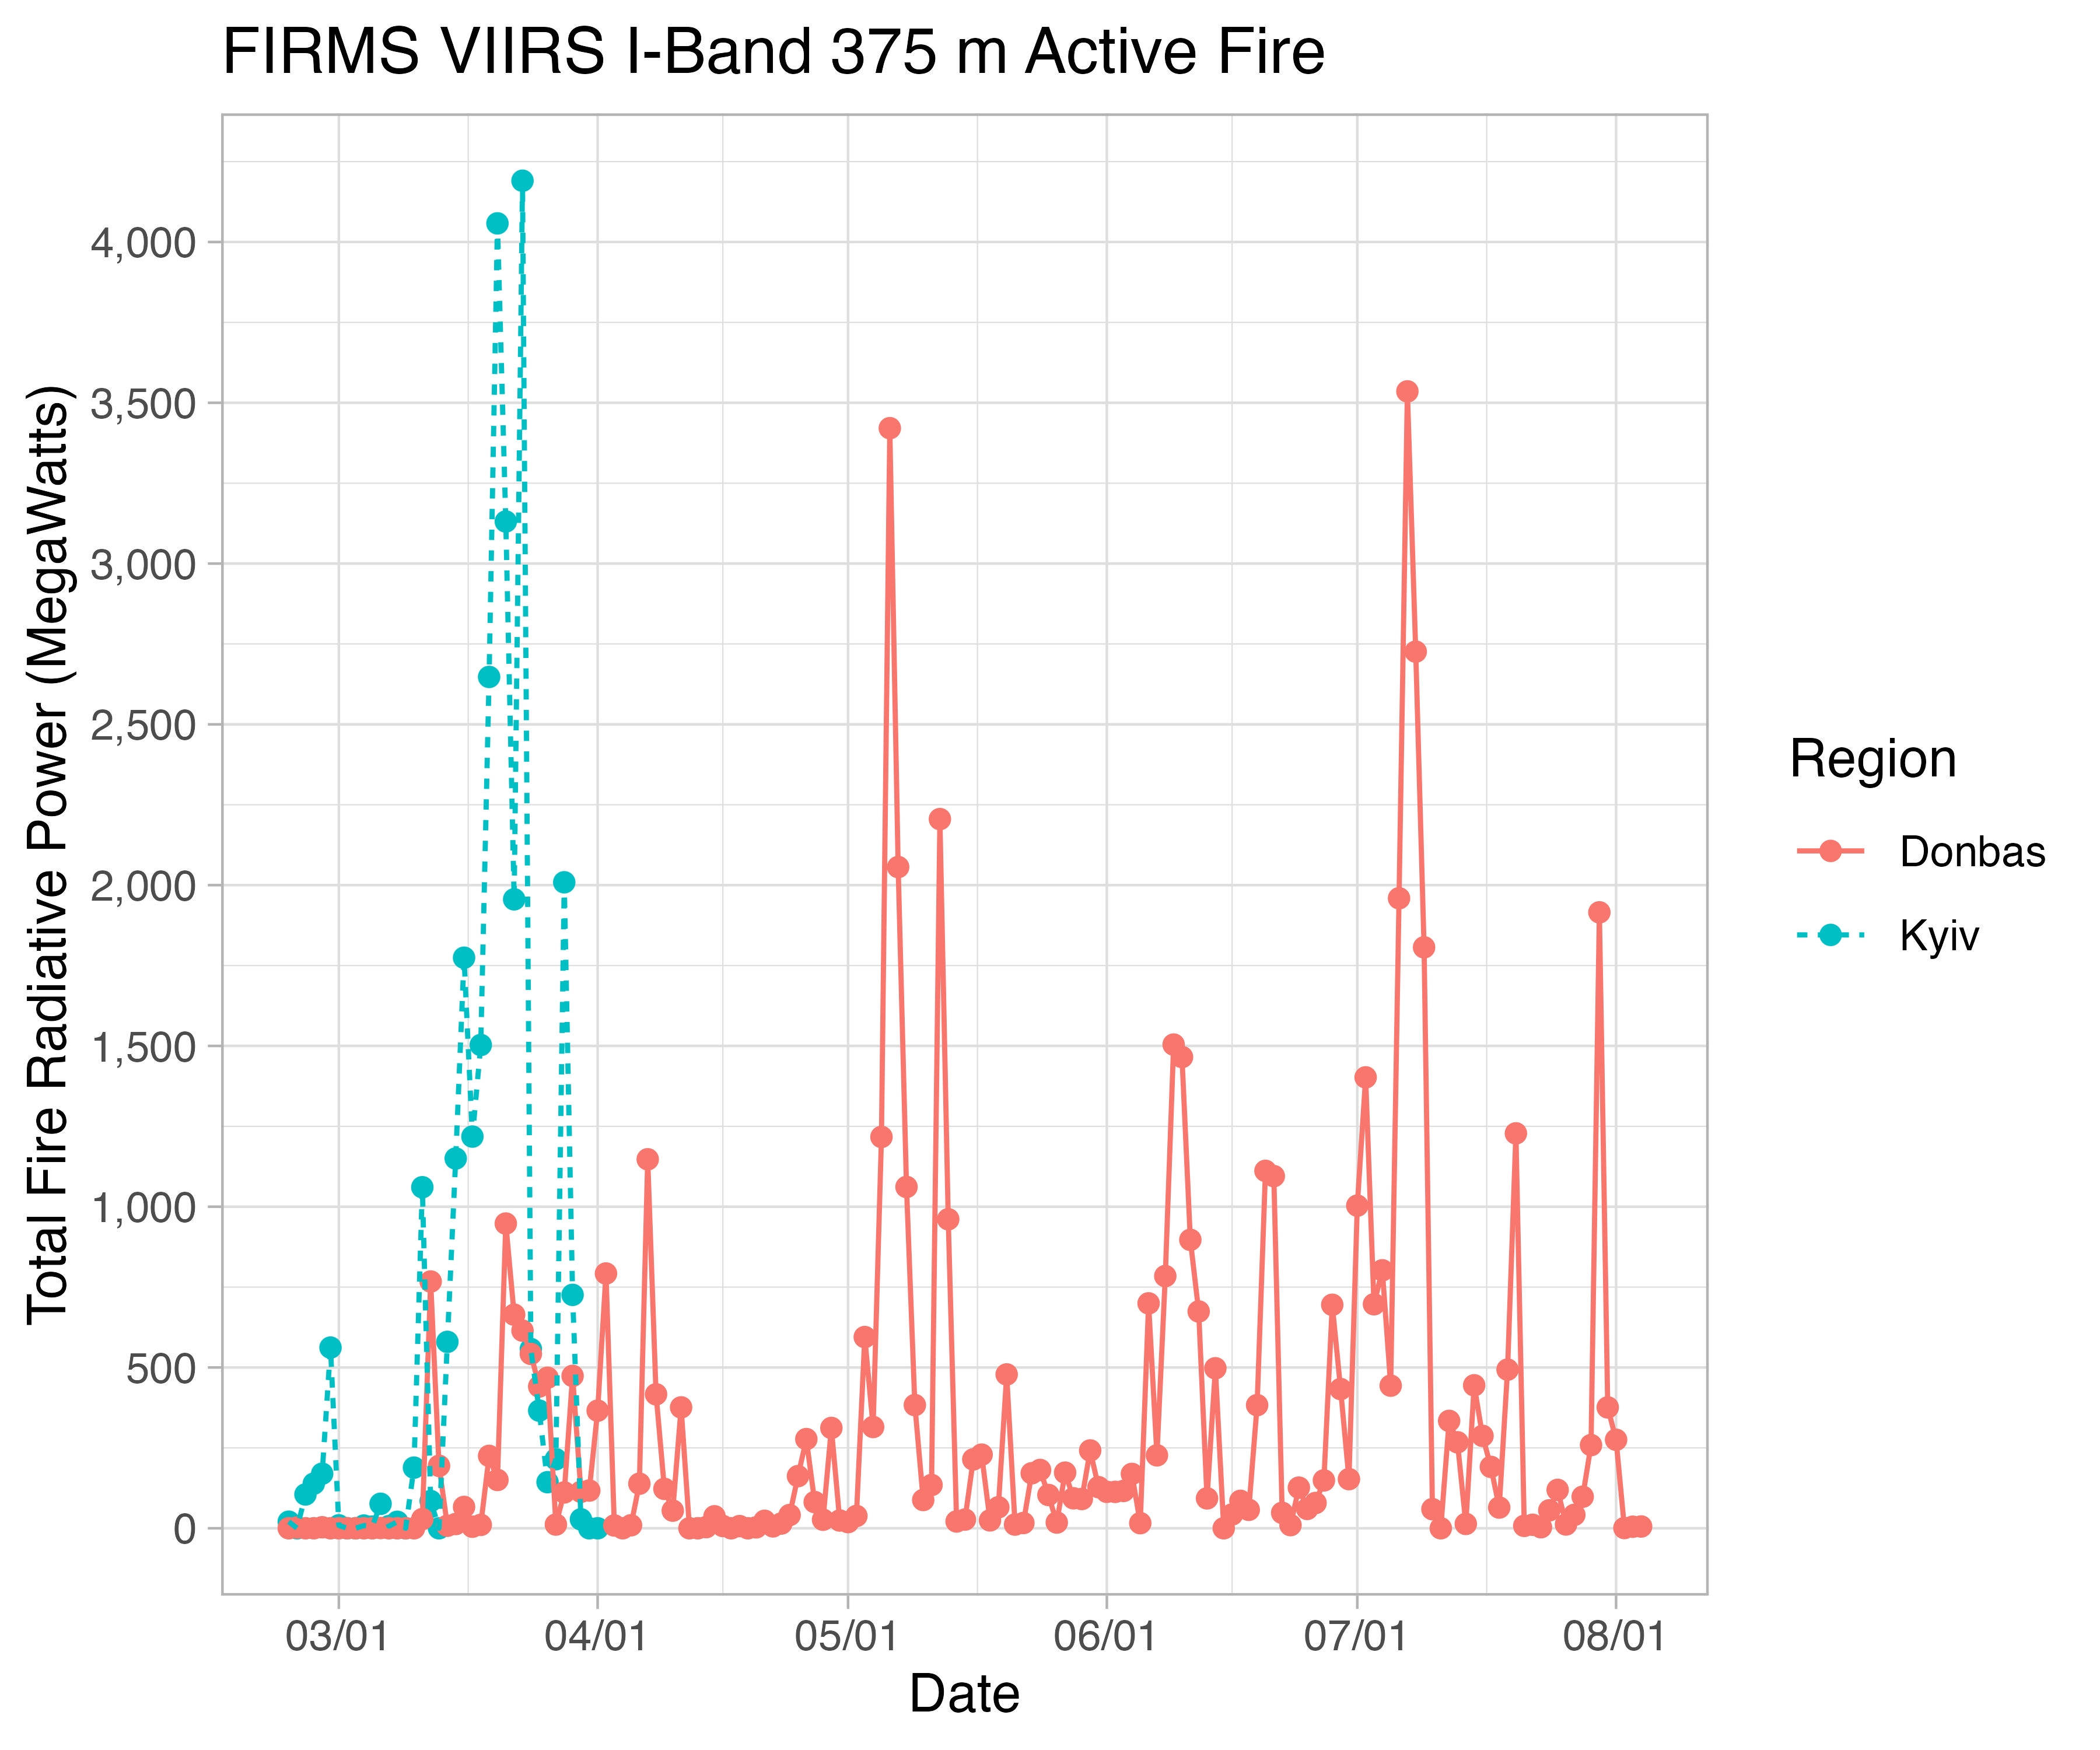 FIRMS VIIRS I-Band 375 m Active Fire
Total Fire Radiative Power (MegaWatts)
4,000
3,500
3,000
2,500
2,000
1,500
1,000
500
0
03/01 04/01 05/01 06/01 07/01 08/01
Date
Region
Donbas
Kyiv